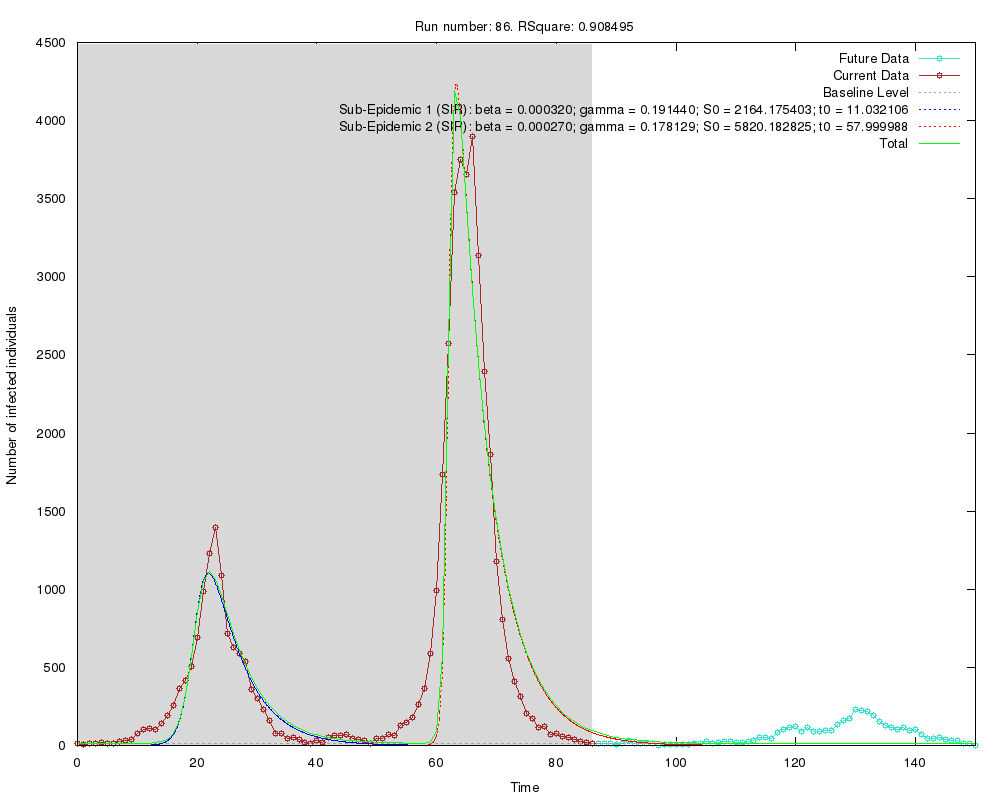 Run number: 86. RSquare: 0.908495
Future Data
Current Data
Baseline Level
Sub-Epidemic 1 (SIR): beta = 0.000320; gamma = 0.191440; S0 = 2164.175403; t0 = 11.032106
Sub-Epidemic 2 (SIR): beta = 0.000270; gamma = 0.178129; S0 = 5820.182825; t0 = 57.999988
Total
4500
4000
3500
3000
2500
2000
1500
1000
500
0
Number of infected individuals
0 20 40 60 80 100 120 140
Time